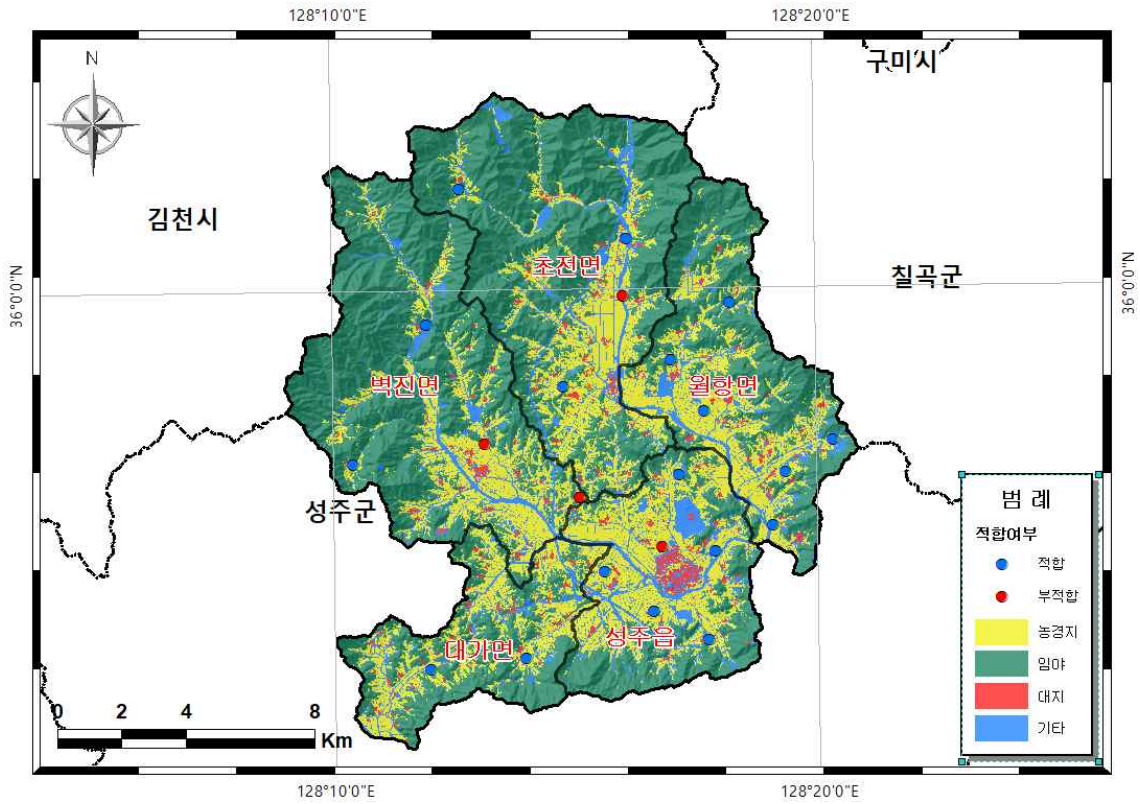 128°10'0"E
128°20'0"E
구미시
N
김천시
초전면
칠곡군
36°0'0"N
36°0'0"N
벽진면
월항면
성주군
범 례
적합여부
적합
부적합
농경지
임야
대지
기타
성주읍
대가면
0 2 4 8
Km
128°10'0"E
128°20'0"E